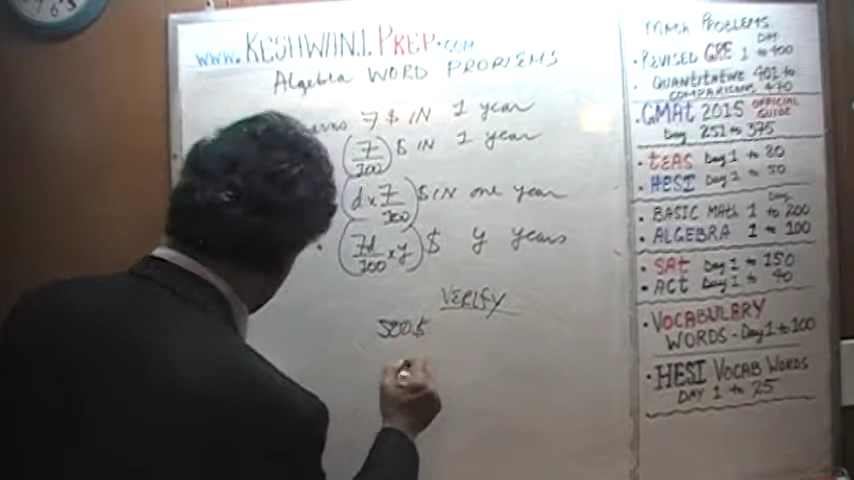 www.KESHWANIPREP.com
Algebra WORD PROBLEMS
7 $ IN 1 year
(7/100) $ IN 1 year
(d x 7/100) $ IN one year
(7d/100 x y) $ y years
VERIFY
500$
MATH PROBLEMS
DAY
• REVISED GRE 1 to 400
• QUANTITATIVE 401 to
COMPARISONS 470
• GMAT 2015 OFFICIAL GUIDE
Day 251 to 375
• TEAS Day 1 to 80
• HESI Day 1 to 50
Day
• BASIC MATH 1 to 200
• ALGEBRA 1 to 100
• SAT Day 1 to 150
• ACT Day 1 to 40
• VOCABULARY
WORDS - Day 1 to 100
• HESI VOCAB WORDS
DAY 1 to 25